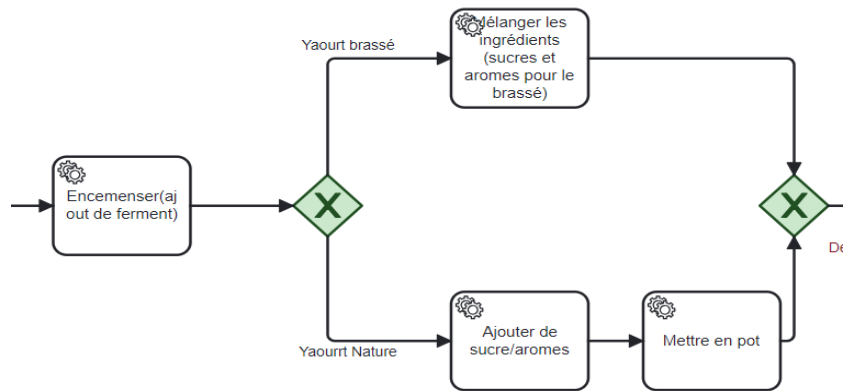 Yaourt brassé
Mélanger les
ingrédients
(sucres et
aromes pour le
brassé)
Encemenser(aj
out de ferment)
Yaourrt Nature
Ajouter de
sucre/aromes
Mettre en pot
De